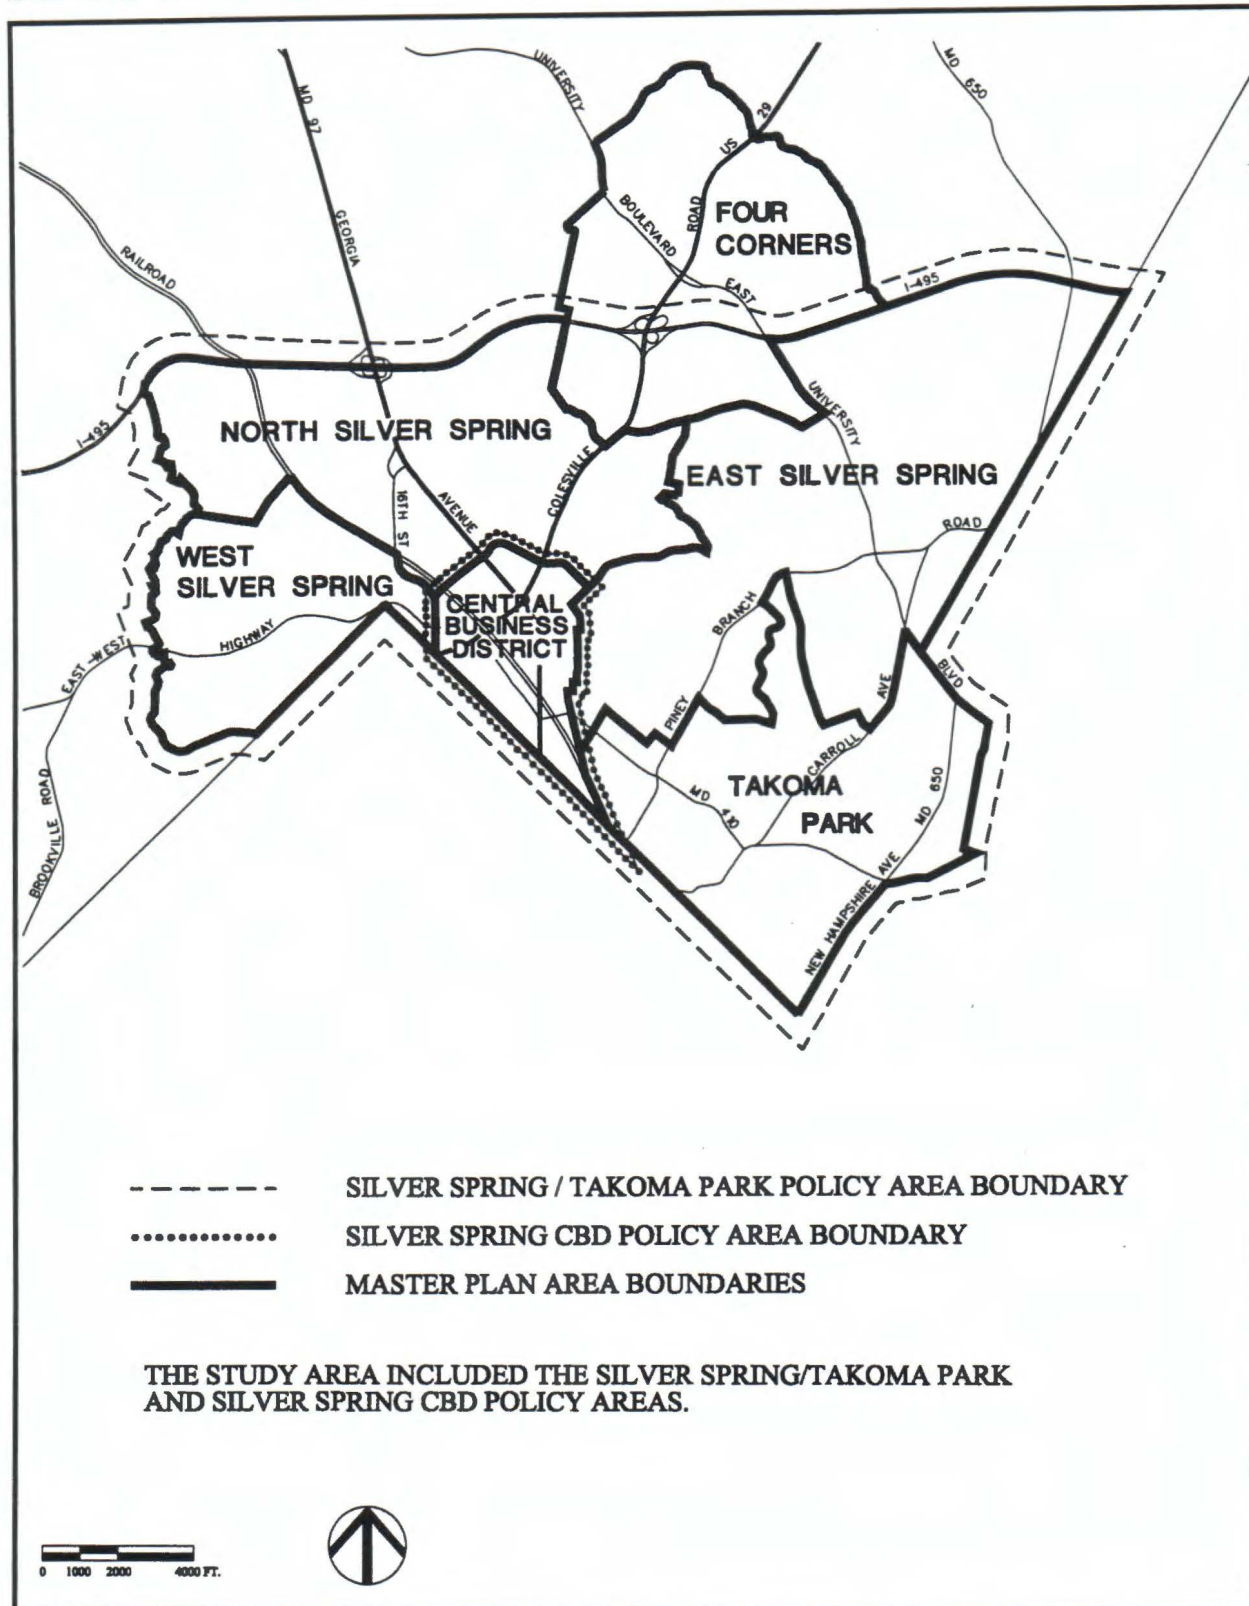 UNIVERSITY
MD 97
US 29
MD 650
GEORGIA
ROAD
BOULEVARD
FOUR
CORNERS
RAILROAD
EAST
I-495
I-495
NORTH SILVER SPRING
UNIVERSITY
COLESVILLE
EAST SILVER SPRING
16TH ST
AVENUE
ROAD
WEST
SILVER SPRING
CENTRAL
BUSINESS
DISTRICT
BRANCH
EAST-WEST
HIGHWAY
PINEY
AVE
BLVD
CARROLL
TAKOMA
PARK
MD 410
MD 650
BROOKVILLE ROAD
NEW HAMPSHIRE AVE
SILVER SPRING / TAKOMA PARK POLICY AREA BOUNDARY
SILVER SPRING CBD POLICY AREA BOUNDARY
MASTER PLAN AREA BOUNDARIES
THE STUDY AREA INCLUDED THE SILVER SPRING/TAKOMA PARK
AND SILVER SPRING CBD POLICY AREAS.
0 1000 2000 4000 FT.